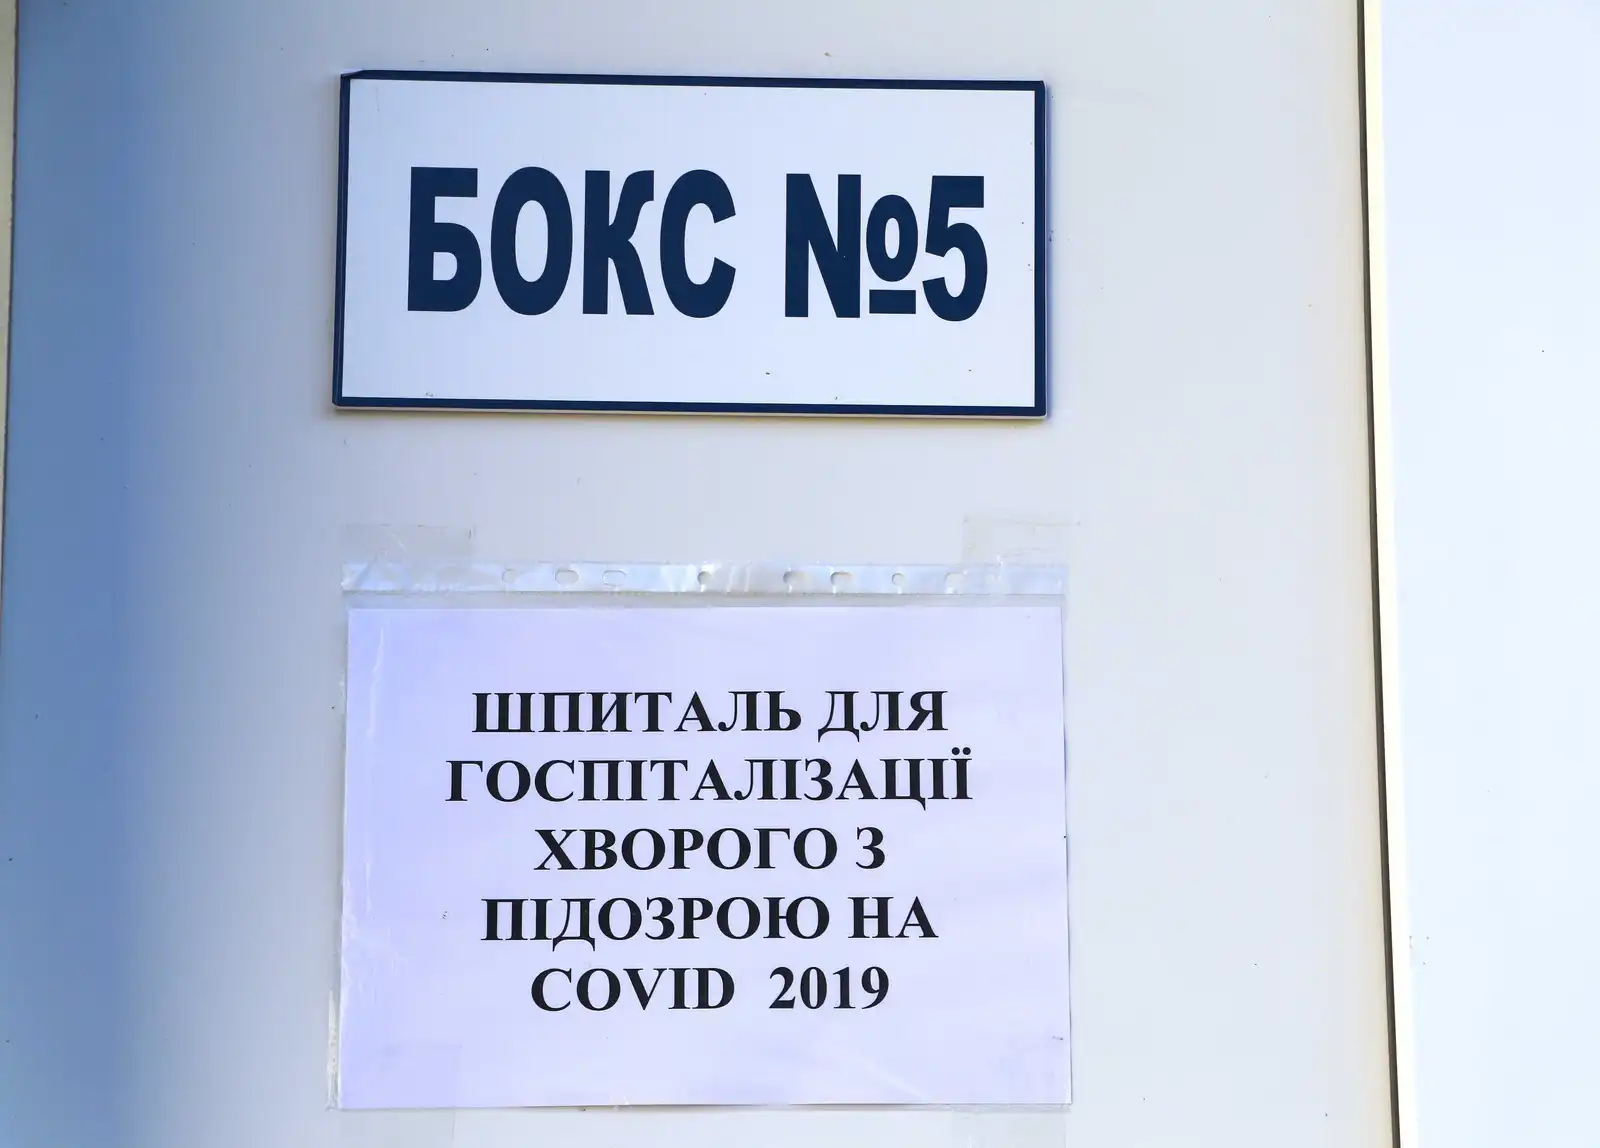 БОКС №5
ШПИТАЛЬ ДЛЯ
ГОСПІТАЛІЗАЦІЇ
ХВОРОГО З
ПІДОЗРОЮ НА
COVID 2019